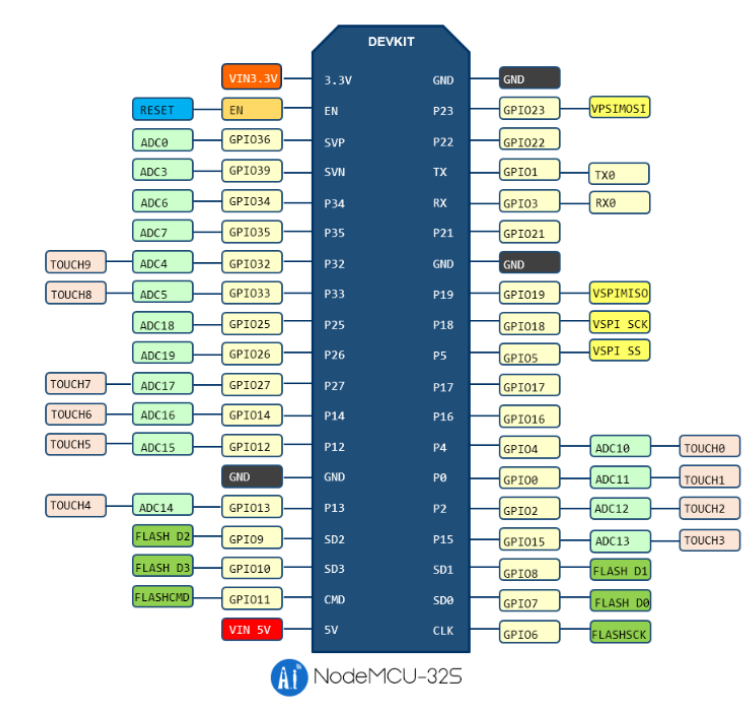 DEVKIT
VIN3.3V 3.3V GND GND
RESET EN EN P23 GPIO23 VPSIMOSI
ADC0 GPIO36 SVP P22 GPIO22
ADC3 GPIO39 SVN TX GPIO1 TX0
ADC6 GPIO34 P34 RX GPIO3 RX0
ADC7 GPIO35 P35 P21 GPIO21
TOUCH9 ADC4 GPIO32 P32 GND GND
TOUCH8 ADC5 GPIO33 P33 P19 GPIO19 VSPIMISO
ADC18 GPIO25 P25 P18 GPIO18 VSPI SCK
ADC19 GPIO26 P26 P5 GPIO5 VSPI SS
TOUCH7 ADC17 GPIO27 P27 P17 GPIO17
TOUCH6 ADC16 GPIO14 P14 P16 GPIO16
TOUCH5 ADC15 GPIO12 P12 P4 GPIO4 ADC10 TOUCH0
GND GND P0 GPIO0 ADC11 TOUCH1
TOUCH4 ADC14 GPIO13 P13 P2 GPIO2 ADC12 TOUCH2
FLASH D2 GPIO9 SD2 P15 GPIO15 ADC13 TOUCH3
FLASH D3 GPIO10 SD3 SD1 GPIO8 FLASH D1
FLASHCMD GPIO11 CMD SD0 GPIO7 FLASH D0
VIN 5V 5V CLK GPIO6 FLASHSCK
Ai NodeMCU-32S